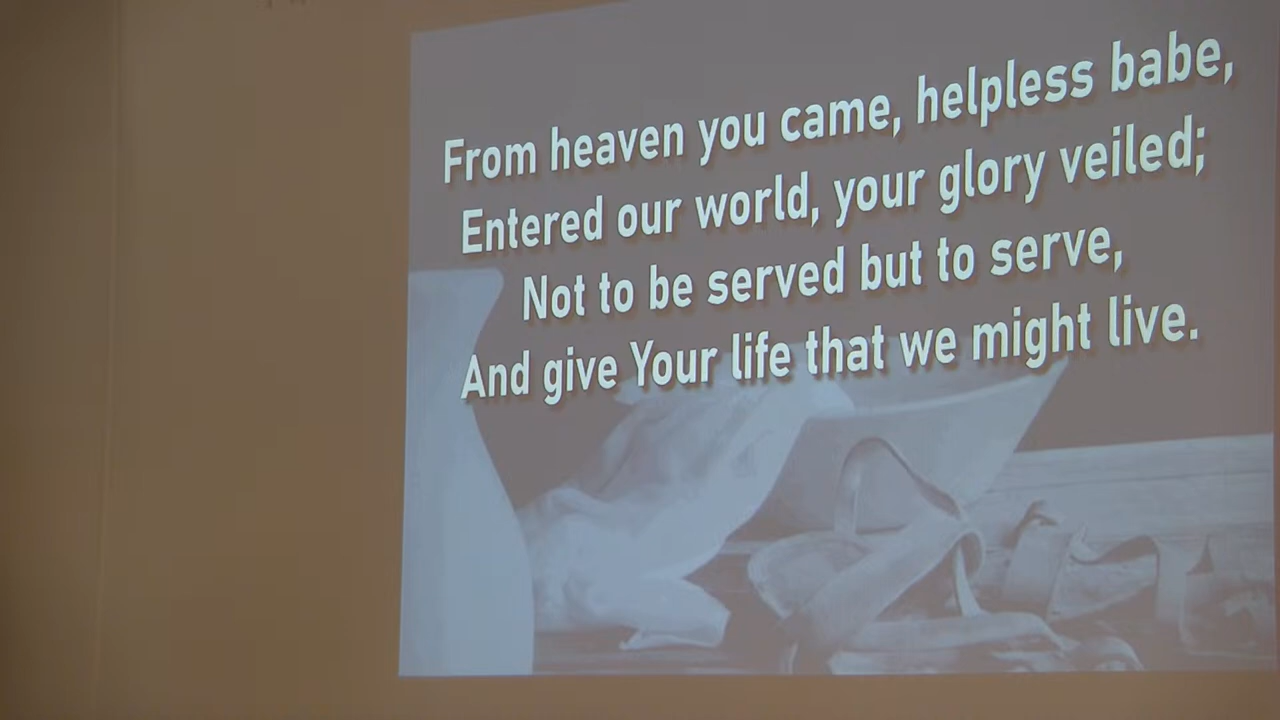 From heaven you came, helpless babe,
Entered our world, your glory veiled;
Not to be served but to serve,
And give Your life that we might live.